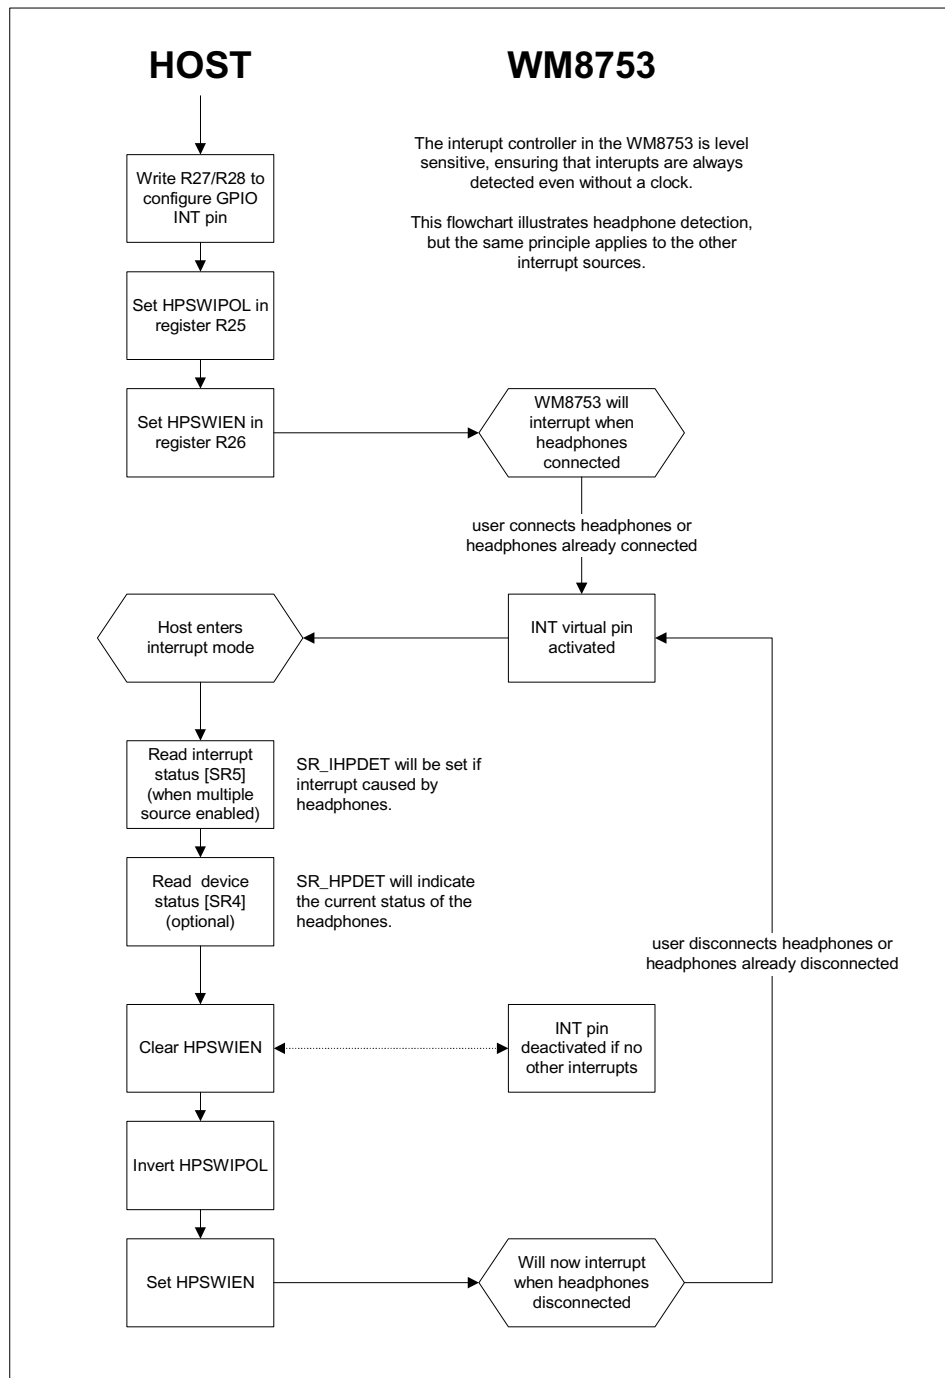 HOST
WM8753
The interupt controller in the WM8753 is level
sensitive, ensuring that interupts are always
detected even without a clock.
This flowchart illustrates headphone detection,
but the same principle applies to the other
interrupt sources.
Write R27/R28 to
configure GPIO
INT pin
Set HPSWIPOL in
register R25
Set HPSWIEN in
register R26
WM8753 will
interrupt when
headphones
connected
user connects headphones or
headphones already connected
INT virtual pin
activated
Host enters
interrupt mode
Read interrupt
status [SR5]
(when multiple
source enabled)
SR_IHPDET will be set if
interrupt caused by
headphones.
Read device
status [SR4]
(optional)
SR_HPDET will indicate
the current status of the
headphones.
user disconnects headphones or
headphones already disconnected
Clear HPSWIEN
INT pin
deactivated if no
other interrupts
Invert HPSWIPOL
Set HPSWIEN
Will now interrupt
when headphones
disconnected